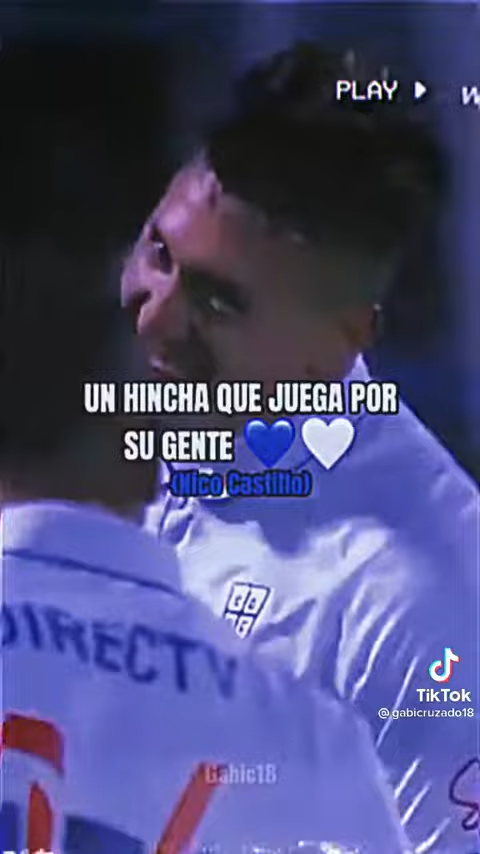 PLAY
UN HINCHA QUE JUEGA POR
SU GENTE 💙🤍
(Nico Castillo)
DIRECTV
TikTok
@gabicruzado18
Gabic18